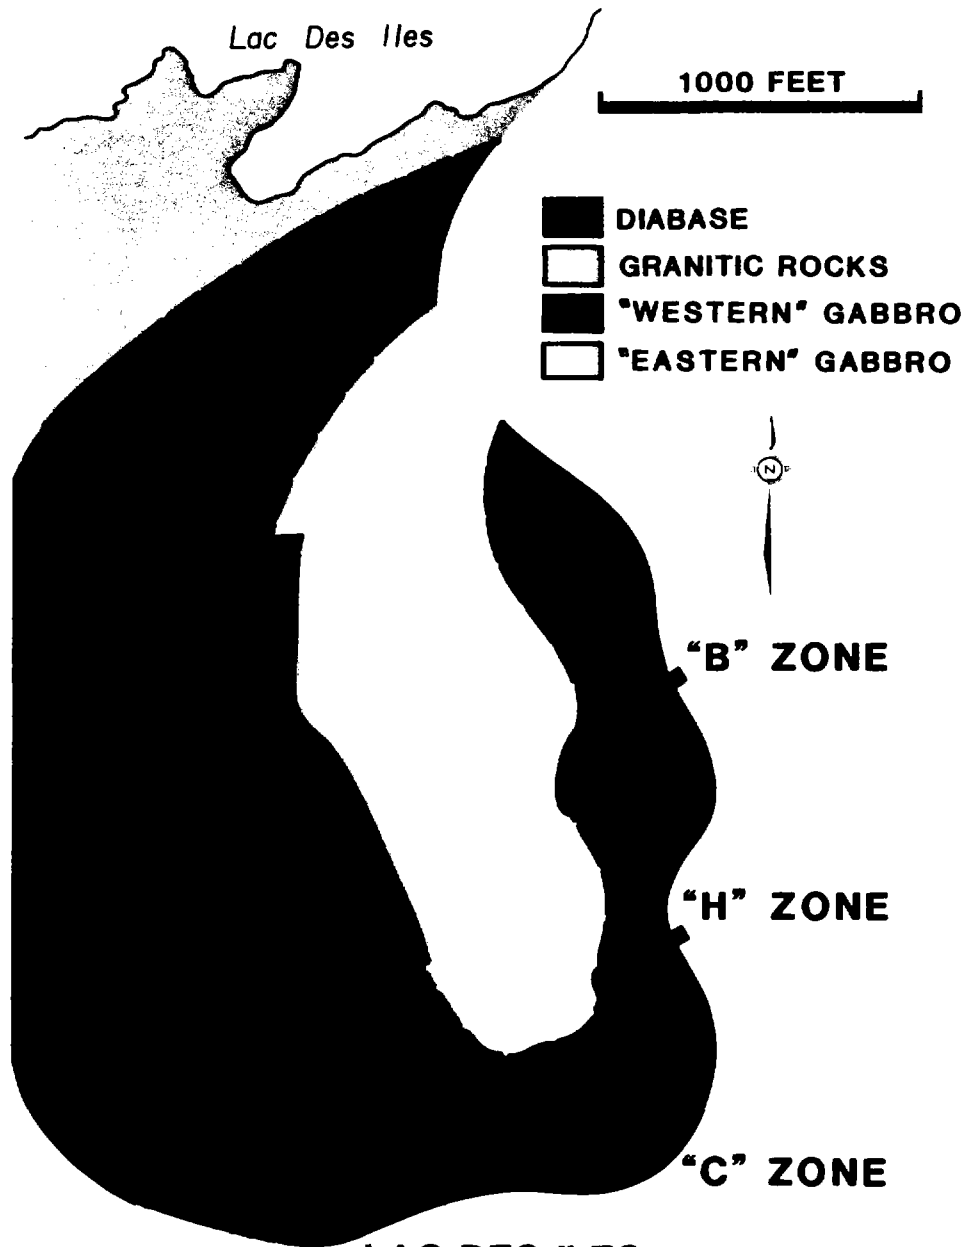 Lac Des Iles
1000 FEET
DIABASE
GRANITIC ROCKS
"WESTERN" GABBRO
"EASTERN" GABBRO
N
"B" ZONE
"H" ZONE
"C" ZONE